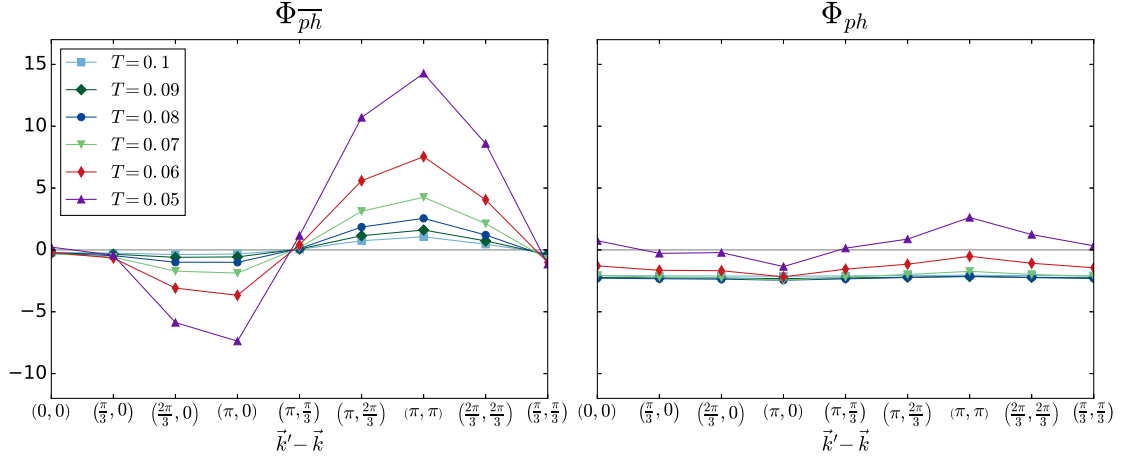 Φ_{\overline{ph}}
15
10
5
0
−5
−10
T = 0.1
T = 0.09
T = 0.08
T = 0.07
T = 0.06
T = 0.05
(0,0) (π/3,0) (2π/3,0) (π,0) (π,π/3) (π,2π/3) (π,π) (2π/3,2π/3) (π/3,π/3)
k⃗′−k⃗
Φ_{ph}
(0,0) (π/3,0) (2π/3,0) (π,0) (π,π/3) (π,2π/3) (π,π) (2π/3,2π/3) (π/3,π/3)
k⃗′−k⃗